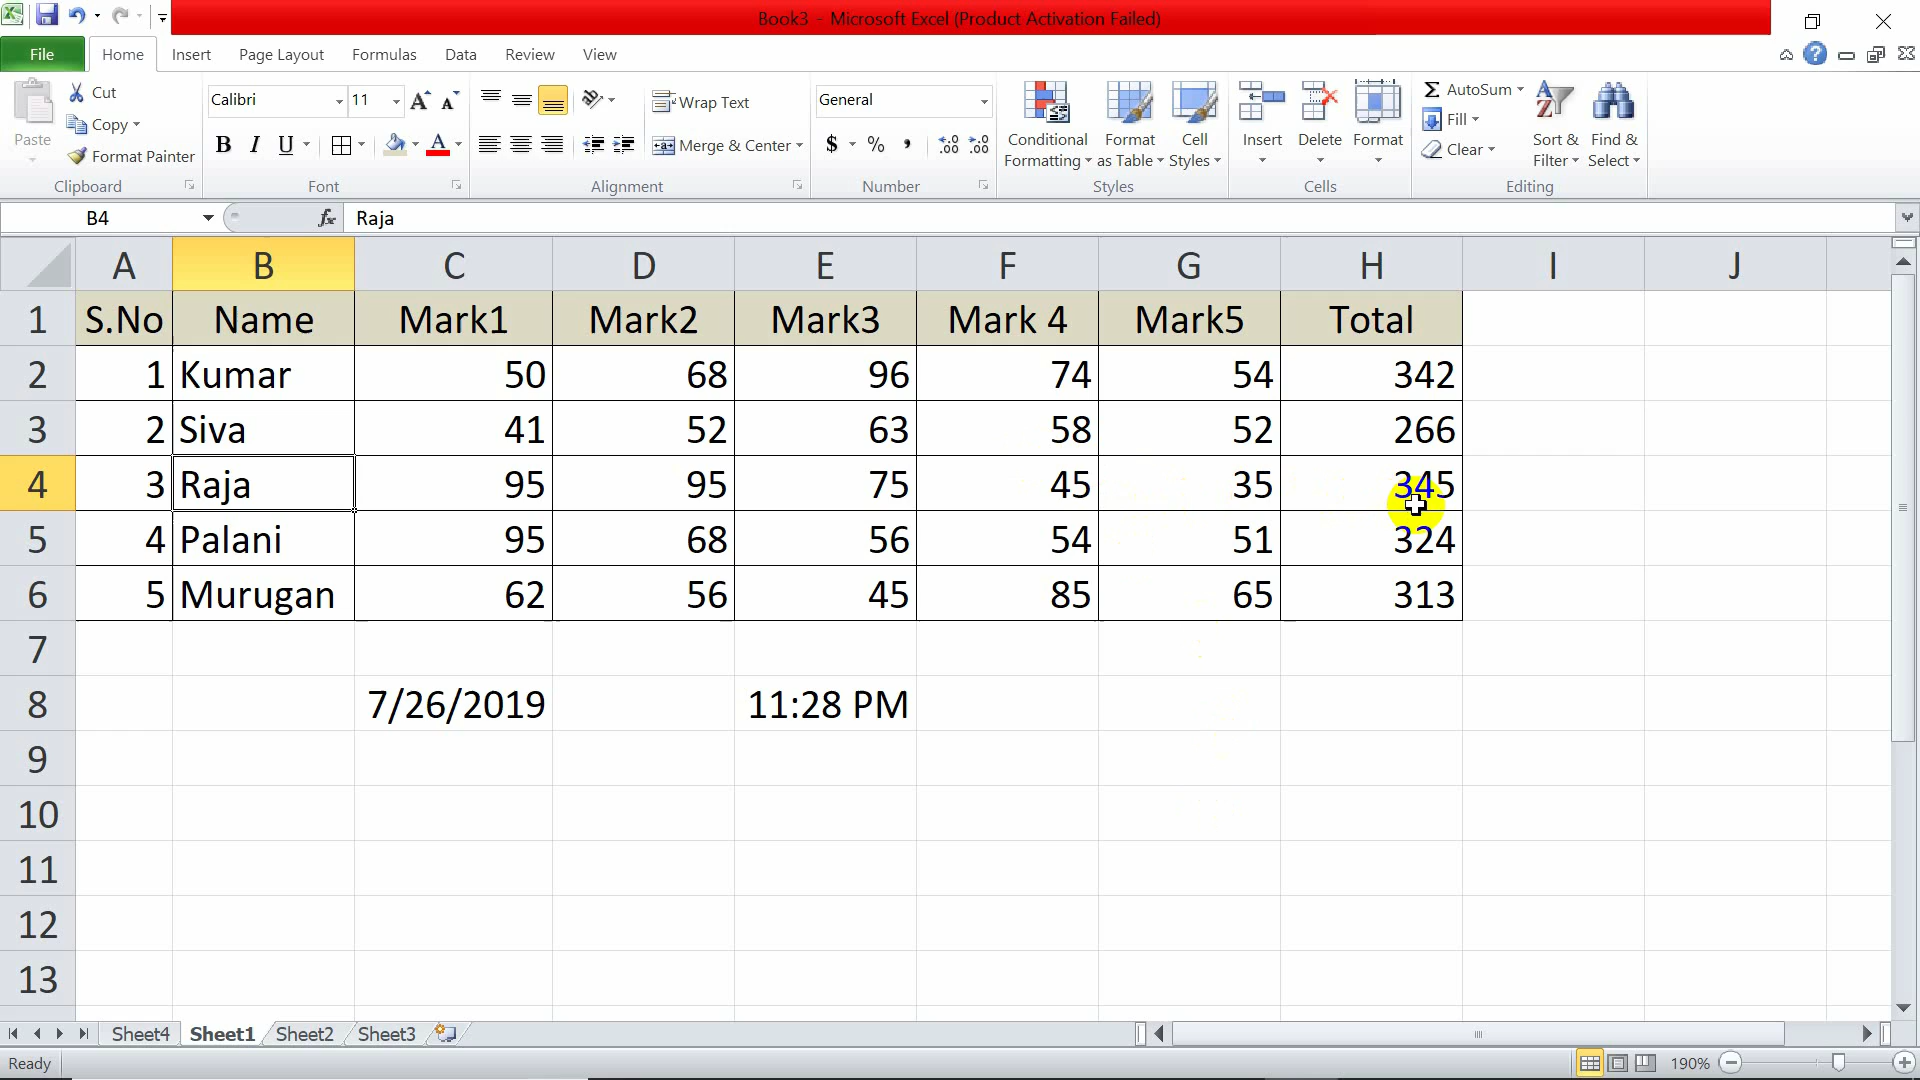 Book3 - Microsoft Excel (Product Activation Failed)
File Home Insert Page Layout Formulas Data Review View
Paste
Cut
Copy
Format Painter
Clipboard
Calibri 11
B I U A
Font
Wrap Text
Merge & Center
Alignment
General
$ % ,
Number
Conditional Formatting
Format as Table
Cell Styles
Styles
Insert
Delete
Format
Cells
Σ AutoSum
Fill
Clear
Sort & Filter
Find & Select
Editing
B4 fx Raja
A B C D E F G H I J
1 S.No Name Mark1 Mark2 Mark3 Mark 4 Mark5 Total
2 1 Kumar 50 68 96 74 54 342
3 2 Siva 41 52 63 58 52 266
4 3 Raja 95 95 75 45 35 345
5 4 Palani 95 68 56 54 51 324
6 5 Murugan 62 56 45 85 65 313
7
8 7/26/2019 11:28 PM
9
10
11
12
13
Sheet4 Sheet1 Sheet2 Sheet3
Ready 190%